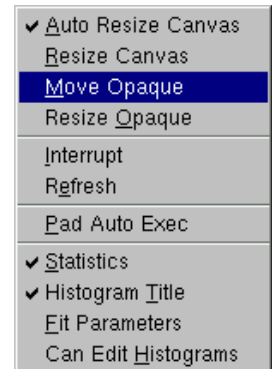 Auto Resize Canvas
Resize Canvas
Move Opaque
Resize Opaque
Interrupt
Refresh
Pad Auto Exec
Statistics
Histogram Title
Fit Parameters
Can Edit Histograms